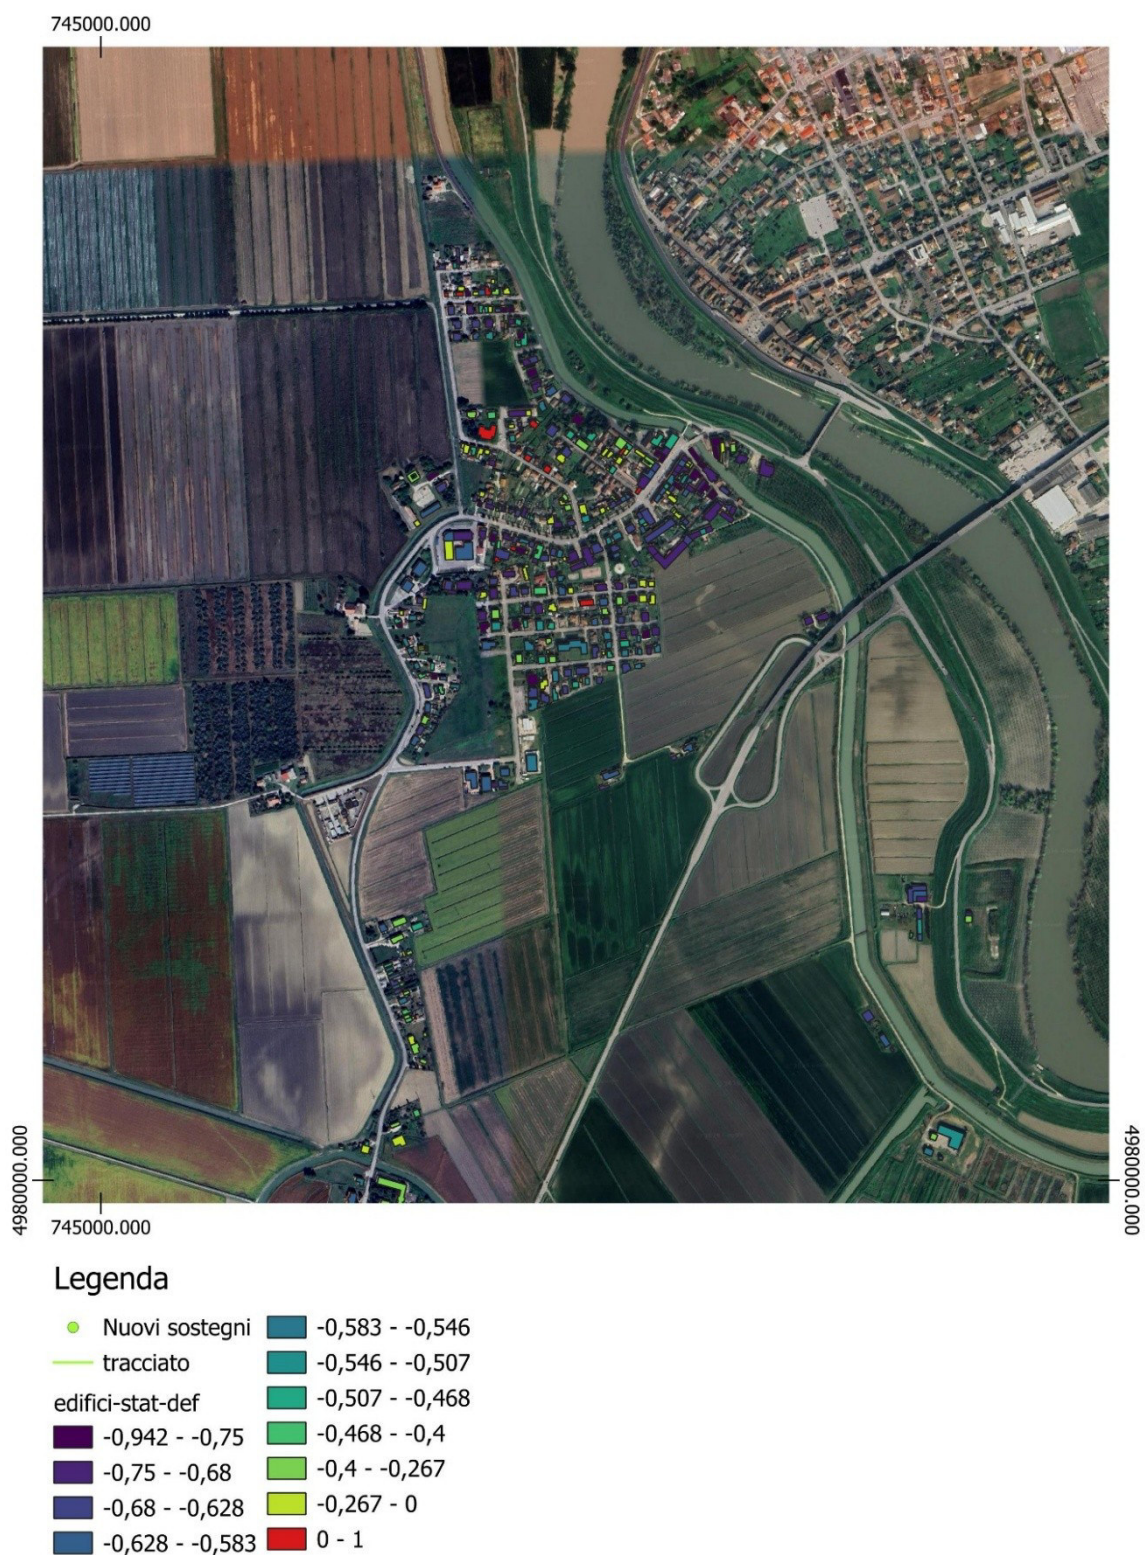 745000.000
4980000.000
4980000.000
745000.000
Legenda
Nuovi sostegni
tracciato
edifici-stat-def
-0,942 - -0,75
-0,75 - -0,68
-0,68 - -0,628
-0,628 - -0,583
-0,583 - -0,546
-0,546 - -0,507
-0,507 - -0,468
-0,468 - -0,4
-0,4 - -0,267
-0,267 - 0
0 - 1